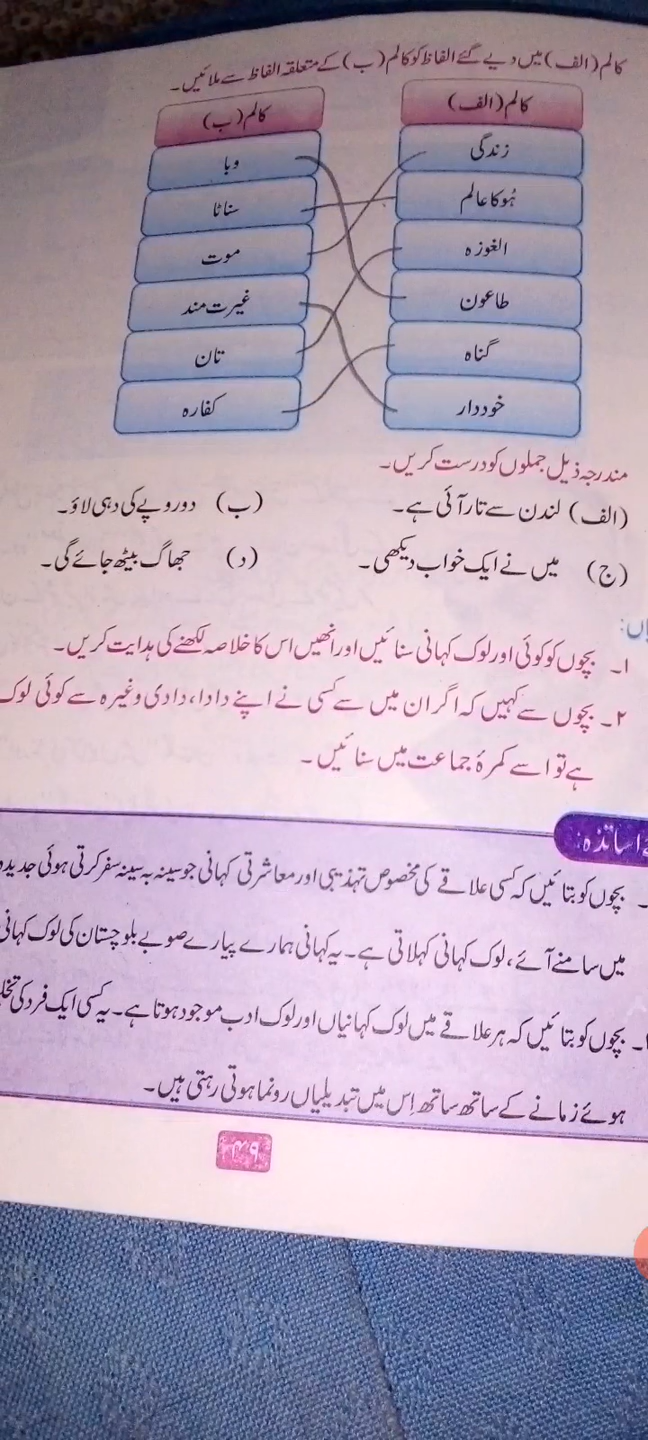 کالم (الف) میں دیے گئے الفاظ کو کالم (ب) کے متعلقہ الفاظ سے ملائیں۔
کالم (الف) کالم (ب)
زندگی وبا
ہُو کا عالم سناٹا
الغوزہ موت
طاعون غیرت مند
گناہ تان
خوددار کفارہ
مندرجہ ذیل جملوں کو درست کریں۔
(الف) لندن سے تار آئی ہے۔ (ب) دو روپے کی دہی لاؤ۔
(ج) میں نے ایک خواب دیکھی۔ (د) جھاگ بیٹھ جائے گی۔
۱۔ بچوں کو کوئی اور لوک کہانی سنائیں اور انھیں اس کا خلاصہ لکھنے کی ہدایت کریں۔
۲۔ بچوں سے کہیں کہ اگر ان میں سے کسی نے اپنے دادا، دادی وغیرہ سے کوئی لوک
ہے تو اسے کمرۂ جماعت میں سنائیں۔
اساتذہ:
بچوں کو بتائیں کہ کسی علاقے کی مخصوص تہذیبی اور معاشرتی کہانی جو سینہ بہ سینہ سفر کرتی ہوئی جدید
میں سامنے آئے، لوک کہانی کہلاتی ہے۔ یہ کہانی ہمارے پیارے صوبے بلوچستان کی لوک کہانی
بچوں کو بتائیں کہ ہر علاقے میں لوک کہانیاں اور لوک ادب موجود ہوتا ہے۔ یہ کسی ایک فرد کی
ہوئے زمانے کے ساتھ ساتھ اِس میں تبدیلیاں رونما ہوتی رہتی ہیں۔